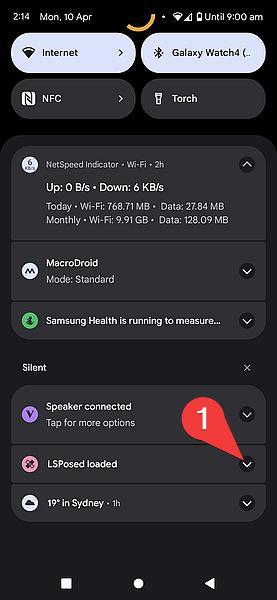 2:14 Mon, 10 Apr Until 9:00 am
Internet
Galaxy Watch4 (..
NFC
Torch
6 KB/s
NetSpeed Indicator • Wi-Fi • 2h
Up: 0 B/s • Down: 6 KB/s
Today • Wi-Fi: 768.71 MB • Data: 27.84 MB
Monthly • Wi-Fi: 9.91 GB • Data: 128.09 MB
MacroDroid
Mode: Standard
Samsung Health is running to measure...
Silent
Speaker connected
Tap for more options
1
LSPosed loaded
19° in Sydney • 1h